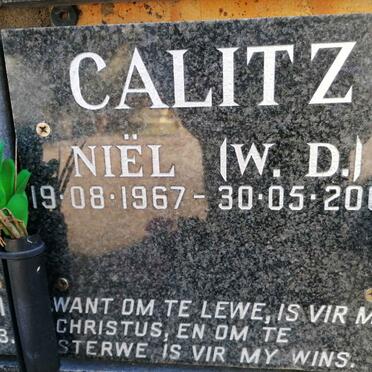 CALITZ
NIËL (W. D.)
19·08·1967 - 30·05·200
WANT OM TE LEWE, IS VIR M
CHRISTUS, EN OM TE
STERWE, IS VIR MY WINS.